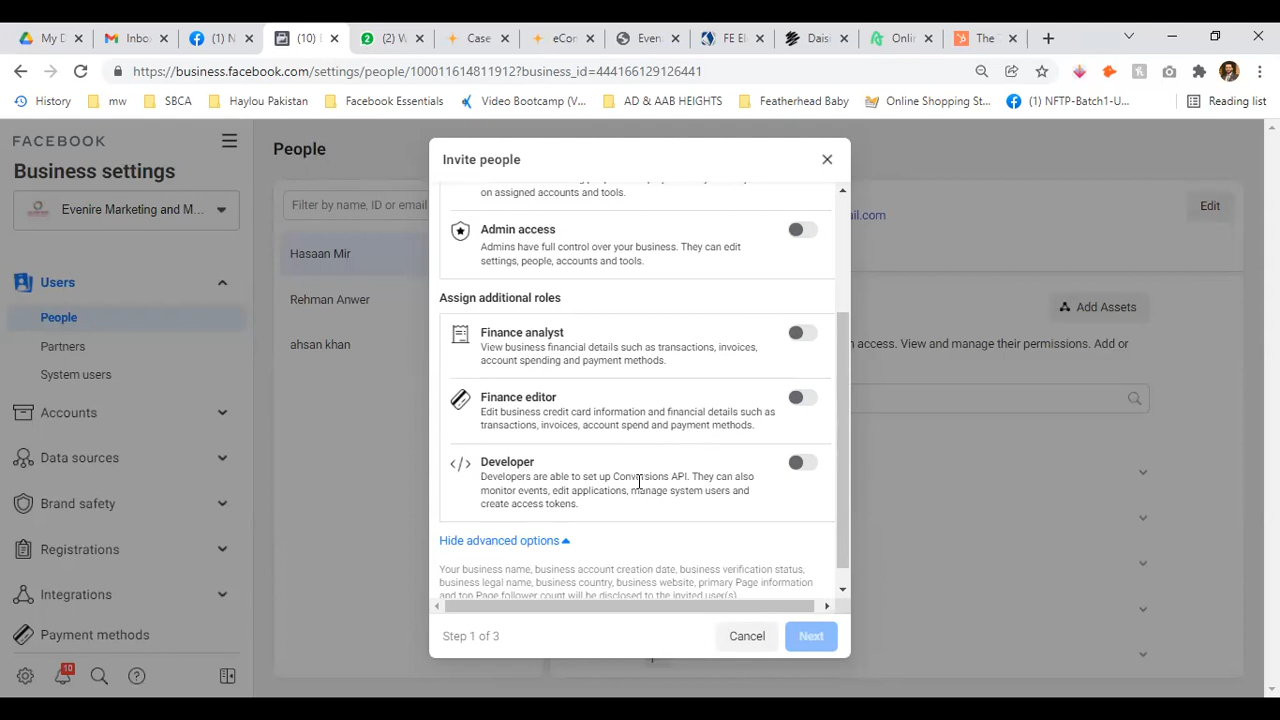 My D
Inbo
(1) N
(10)
(2) W
Case
eCon
Even
FE El
Daisi
Onli
The
https://business.facebook.com/settings/people/100011614811912?business_id=444166129126441
History
mw
SBCA
Haylou Pakistan
Facebook Essentials
Video Bootcamp (V...
AD & AAB HEIGHTS
Featherhead Baby
Online Shopping St...
(1) NFTP-Batch1-U...
Reading list
FACEBOOK
Business settings
Evenire Marketing and M...
Users
People
Partners
System users
Accounts
Data sources
Brand safety
Registrations
Integrations
Payment methods
10
People
Filter by name, ID or email
Hasaan Mir
Rehman Anwer
ahsan khan
ail.com
Edit
Add Assets
n access. View and manage their permissions. Add or
Invite people
on assigned accounts and tools.
Admin access
Admins have full control over your business. They can edit
settings, people, accounts and tools.
Assign additional roles
Finance analyst
View business financial details such as transactions, invoices,
account spending and payment methods.
Finance editor
Edit business credit card information and financial details such as
transactions, invoices, account spend and payment methods.
Developer
Developers are able to set up Conversions API. They can also
monitor events, edit applications, manage system users and
create access tokens.
Hide advanced options
Your business name, business account creation date, business verification status,
business legal name, business country, business website, primary Page information
and top Page follower count will be disclosed to the invited user(s)
Step 1 of 3
Cancel
Next